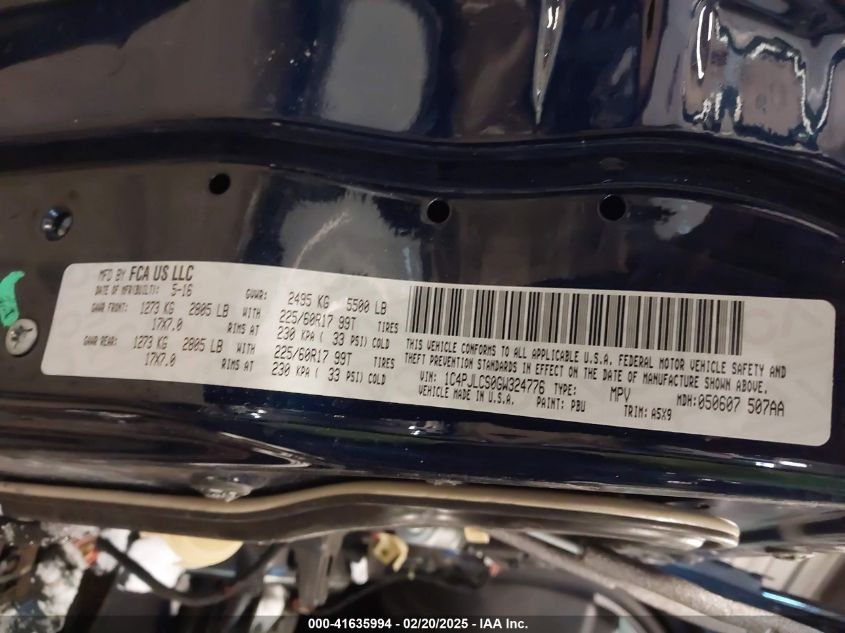 MFD BY FCA US LLC
DATE OF MFR(BUILT): 5-16 GVWR: 2495 KG 5500 LB
GAWR FRONT: 1273 KG 2805 LB WITH 225/60R17 99T TIRES
17X7.0 RIMS AT 230 KPA ( 33 PSI) COLD
GAWR REAR: 1273 KG 2805 LB WITH 225/60R17 99T TIRES
17X7.0 RIMS AT 230 KPA ( 33 PSI) COLD
THIS VEHICLE CONFORMS TO ALL APPLICABLE U.S.A. FEDERAL MOTOR VEHICLE SAFETY AND
THEFT PREVENTION STANDARDS IN EFFECT ON THE DATE OF MANUFACTURE SHOWN ABOVE.
VIN: 1C4PJLCS0GW324776 TYPE: MPV MDH: 050607 507AA
VEHICLE MADE IN U.S.A. PAINT: PBU TRIM: A5X9
000-41635994 / 02/20/2025 - IAA Inc.